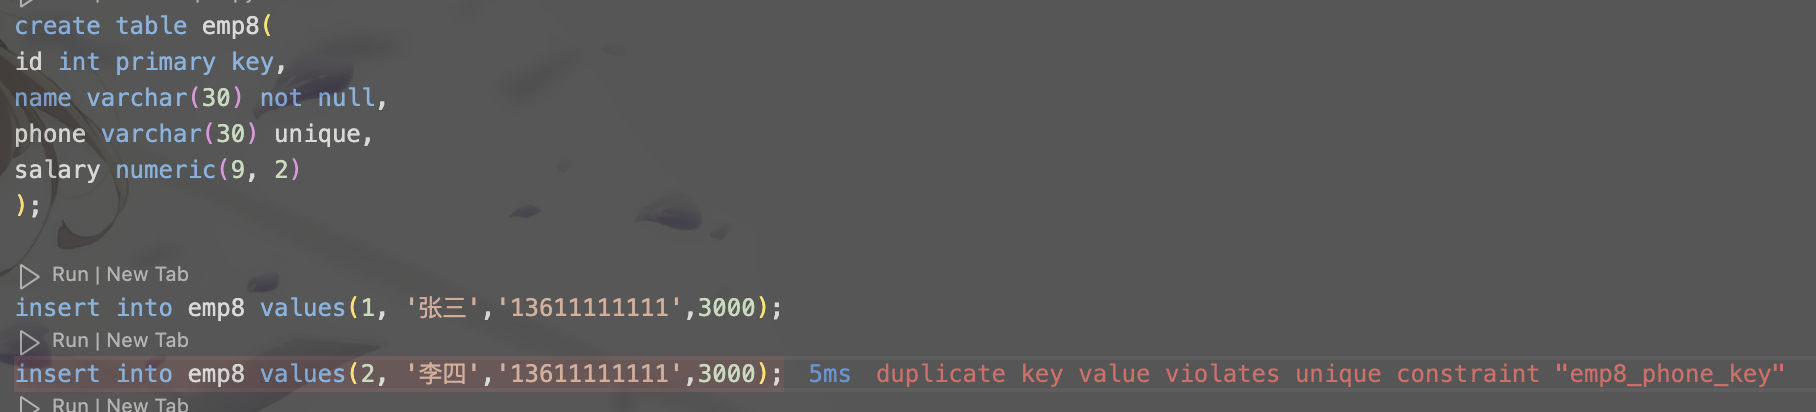 create table emp8(
id int primary key,
name varchar(30) not null,
phone varchar(30) unique,
salary numeric(9, 2)
);
Run | New Tab
insert into emp8 values(1, '张三','13611111111',3000);
Run | New Tab
insert into emp8 values(2, '李四','13611111111',3000); 5ms duplicate key value violates unique constraint "emp8_phone_key"
Run | New Tab